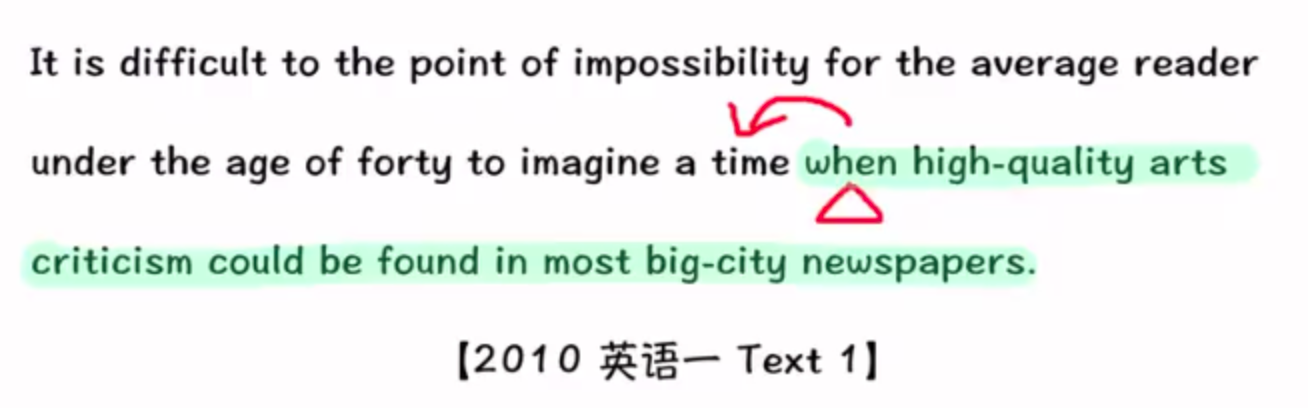 It is difficult to the point of impossibility for the average reader
under the age of forty to imagine a time when high-quality arts
criticism could be found in most big-city newspapers.
【2010 英语一 Text 1】